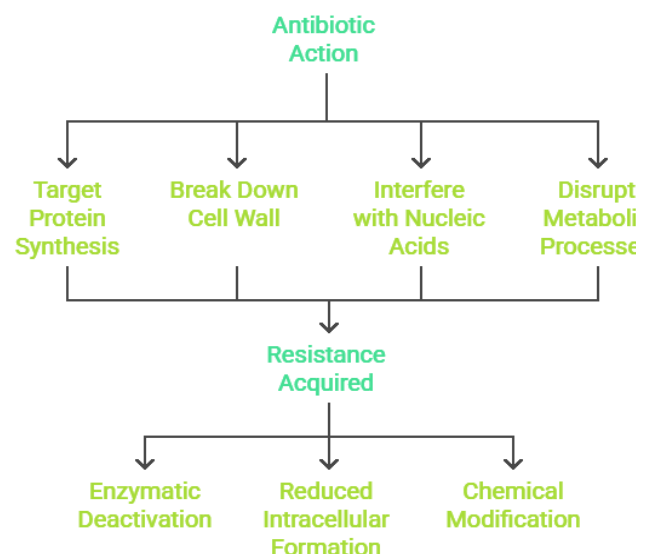 Antibiotic
Action
Target
Protein
Synthesis
Break Down
Cell Wall
Interfere
with Nucleic
Acids
Disrupt
Metaboli
Processe
Resistance
Acquired
Enzymatic
Deactivation
Reduced
Intracellular
Formation
Chemical
Modification